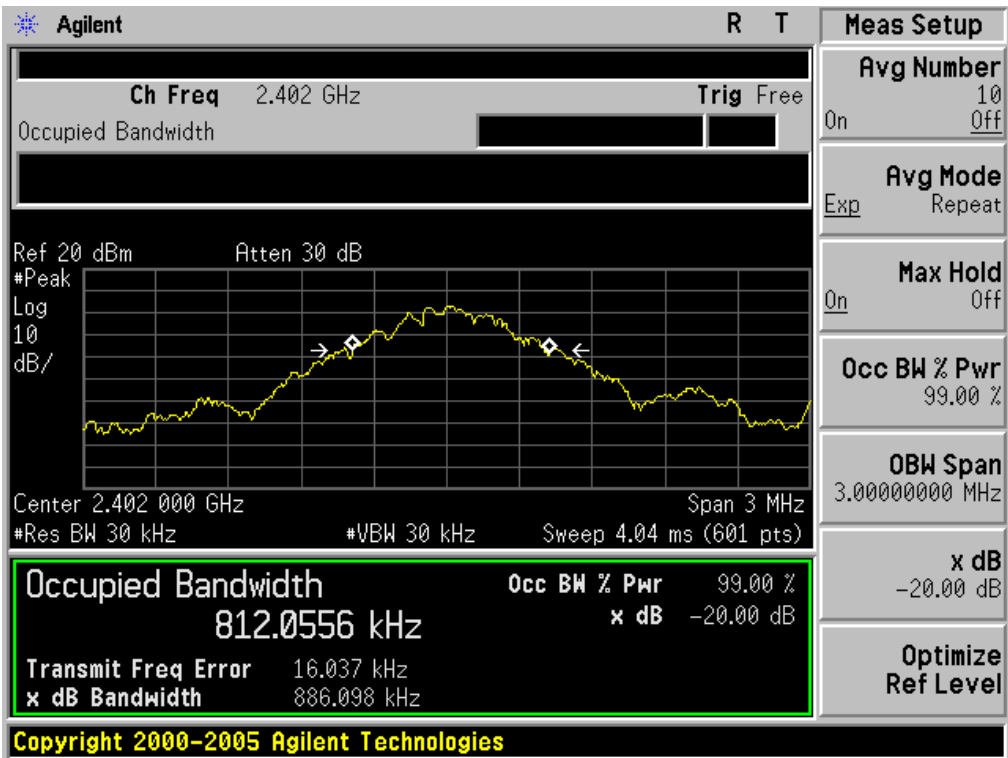 Agilent R T
Ch Freq 2.402 GHz Trig Free
Occupied Bandwidth
Ref 20 dBm Atten 30 dB
#Peak
Log
10
dB/
Center 2.402 000 GHz Span 3 MHz
#Res BW 30 kHz #VBW 30 kHz Sweep 4.04 ms (601 pts)
Occupied Bandwidth Occ BW % Pwr 99.00 %
812.0556 kHz x dB -20.00 dB
Transmit Freq Error 16.037 kHz
x dB Bandwidth 886.098 kHz
Copyright 2000-2005 Agilent Technologies
Meas Setup
Avg Number
10
On Off
Avg Mode
Exp Repeat
Max Hold
On Off
Occ BW % Pwr
99.00 %
OBW Span
3.00000000 MHz
x dB
-20.00 dB
Optimize
Ref Level